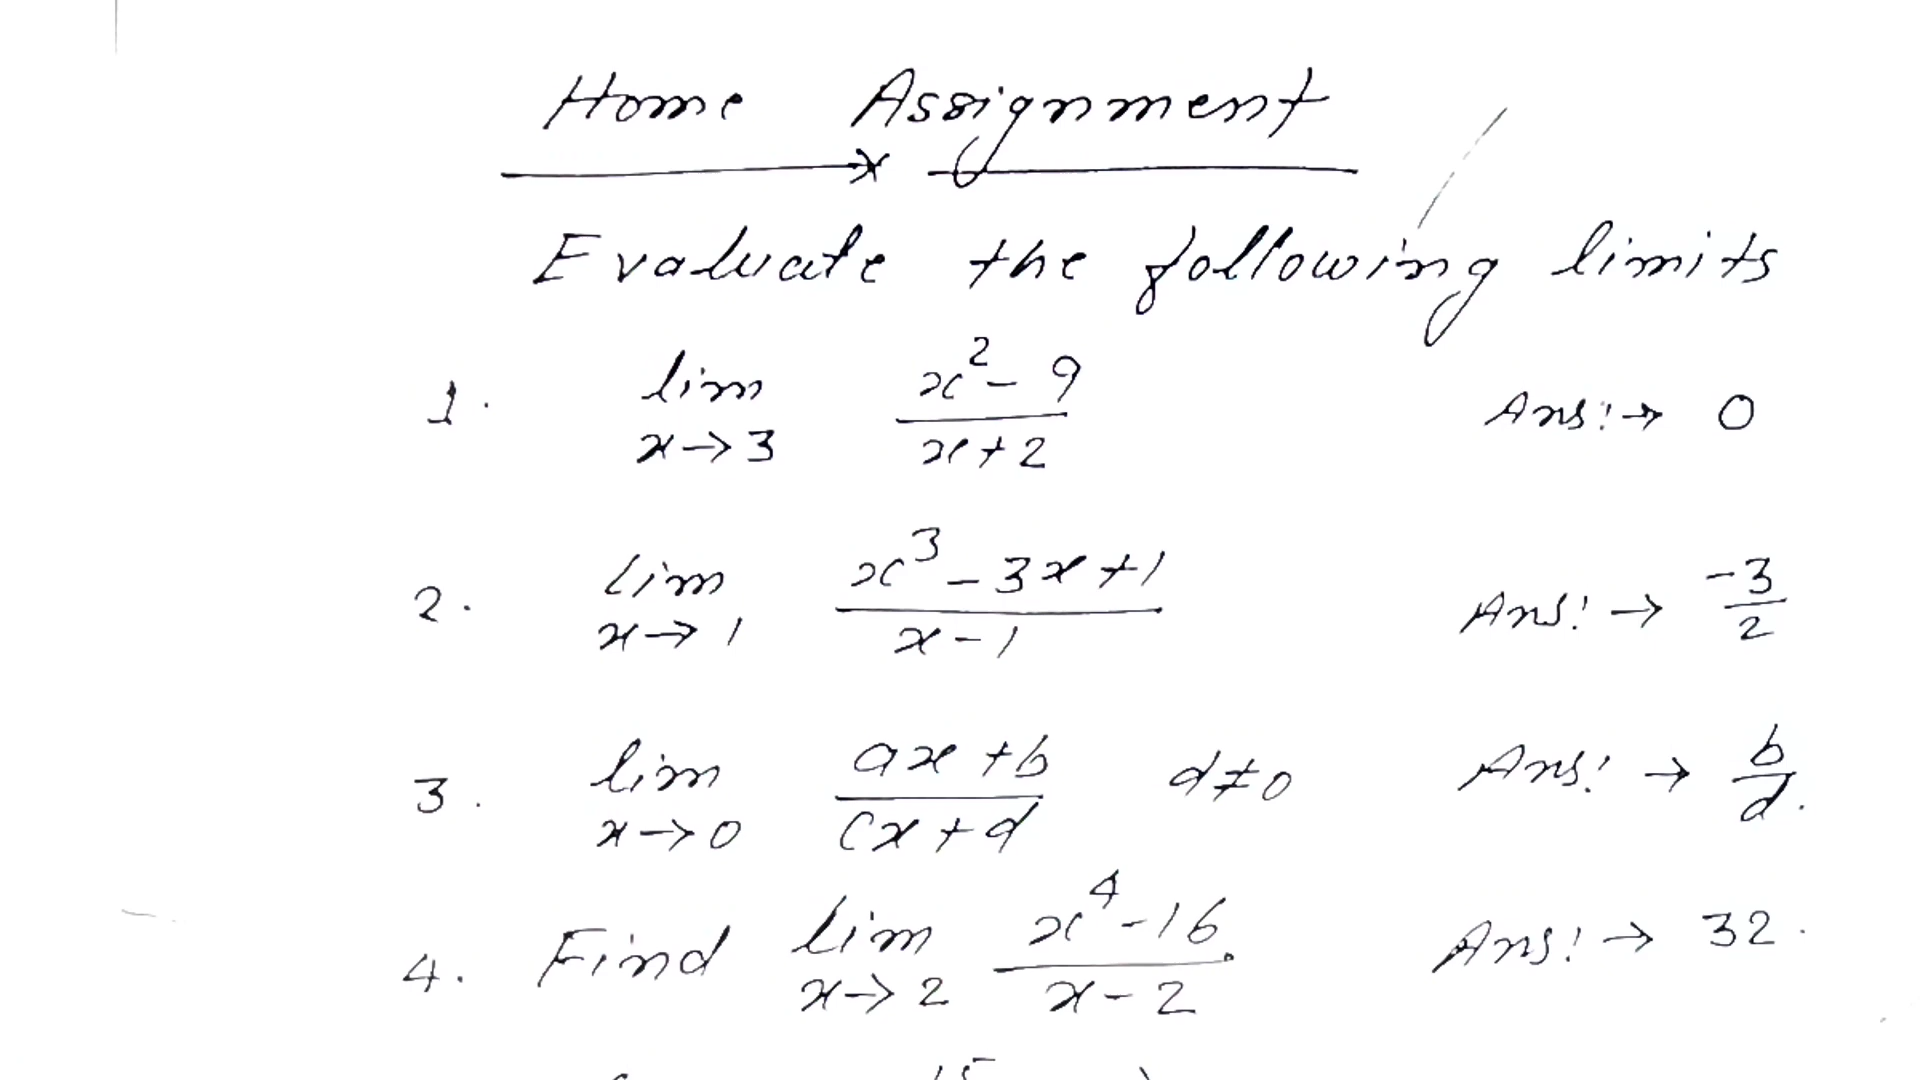 Home Assignment
Evaluate the following limits
1. lim x→3 (x² - 9)/(x+2) Ans:→ 0
2. lim x→1 (x³ - 3x + 1)/(x - 1) Ans:→ -3/2
3. lim x→0 (ax + b)/(cx + d) d≠0 Ans:→ b/d.
4. Find lim x→2 (x⁴ - 16)/(x - 2). Ans:→ 32.